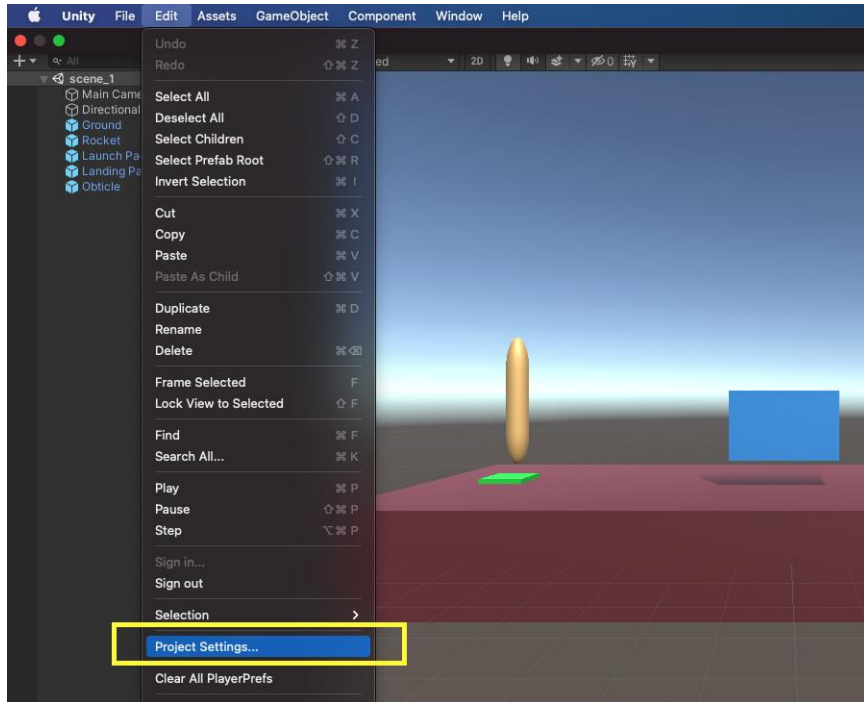 Unity File Edit Assets GameObject Component Window Help
All
ed 2D 0
scene_1
Main Came
Directional
Ground
Rocket
Launch Pa
Landing Pa
Obticle
Undo ⌘ Z
Redo ⇧⌘ Z
Select All ⌘ A
Deselect All ⇧ D
Select Children ⇧ C
Select Prefab Root ⇧⌘ R
Invert Selection ⌘ I
Cut ⌘ X
Copy ⌘ C
Paste ⌘ V
Paste As Child ⇧⌘ V
Duplicate ⌘ D
Rename
Delete ⌘⌫
Frame Selected F
Lock View to Selected ⇧ F
Find ⌘ F
Search All... ⌘ K
Play ⌘ P
Pause ⇧⌘ P
Step ⌥⌘ P
Sign in...
Sign out
Selection
Project Settings...
Clear All PlayerPrefs